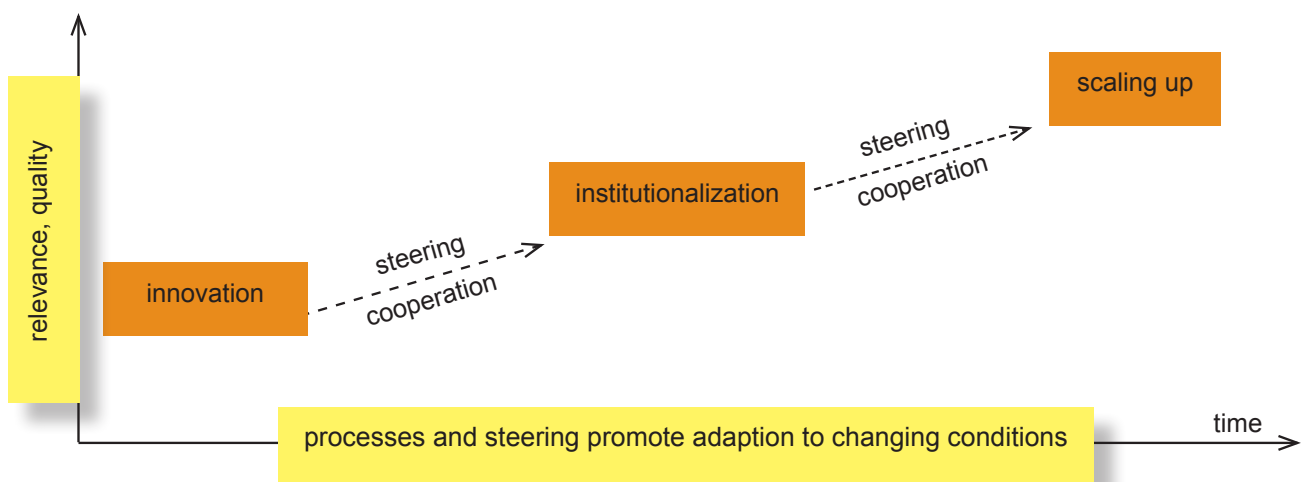 scaling up
steering
cooperation
institutionalization
steering
cooperation
innovation
relevance, quality
time
processes and steering promote adaption to changing conditions